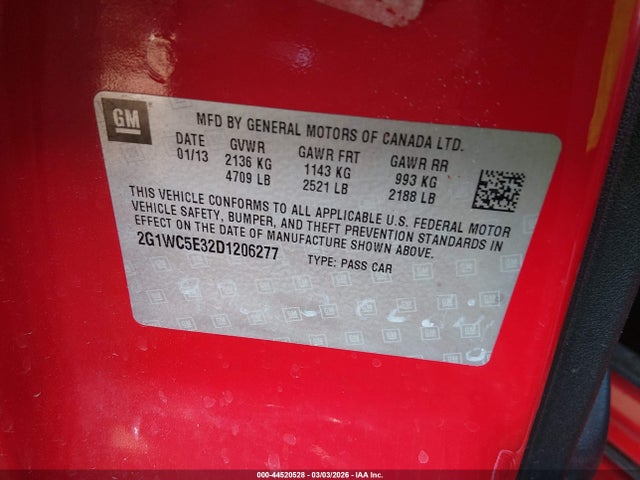 GM
MFD BY GENERAL MOTORS OF CANADA LTD.
DATE GVWR GAWR FRT GAWR RR
01/13 2136 KG 1143 KG 993 KG
4709 LB 2521 LB 2188 LB
THIS VEHICLE CONFORMS TO ALL APPLICABLE U.S. FEDERAL MOTOR
VEHICLE SAFETY, BUMPER, AND THEFT PREVENTION STANDARDS IN
EFFECT ON THE DATE OF MANUFACTURE SHOWN ABOVE.
2G1WC5E32D1206277 TYPE: PASS CAR
000-44520528 - 03/03/2026 - IAA Inc.